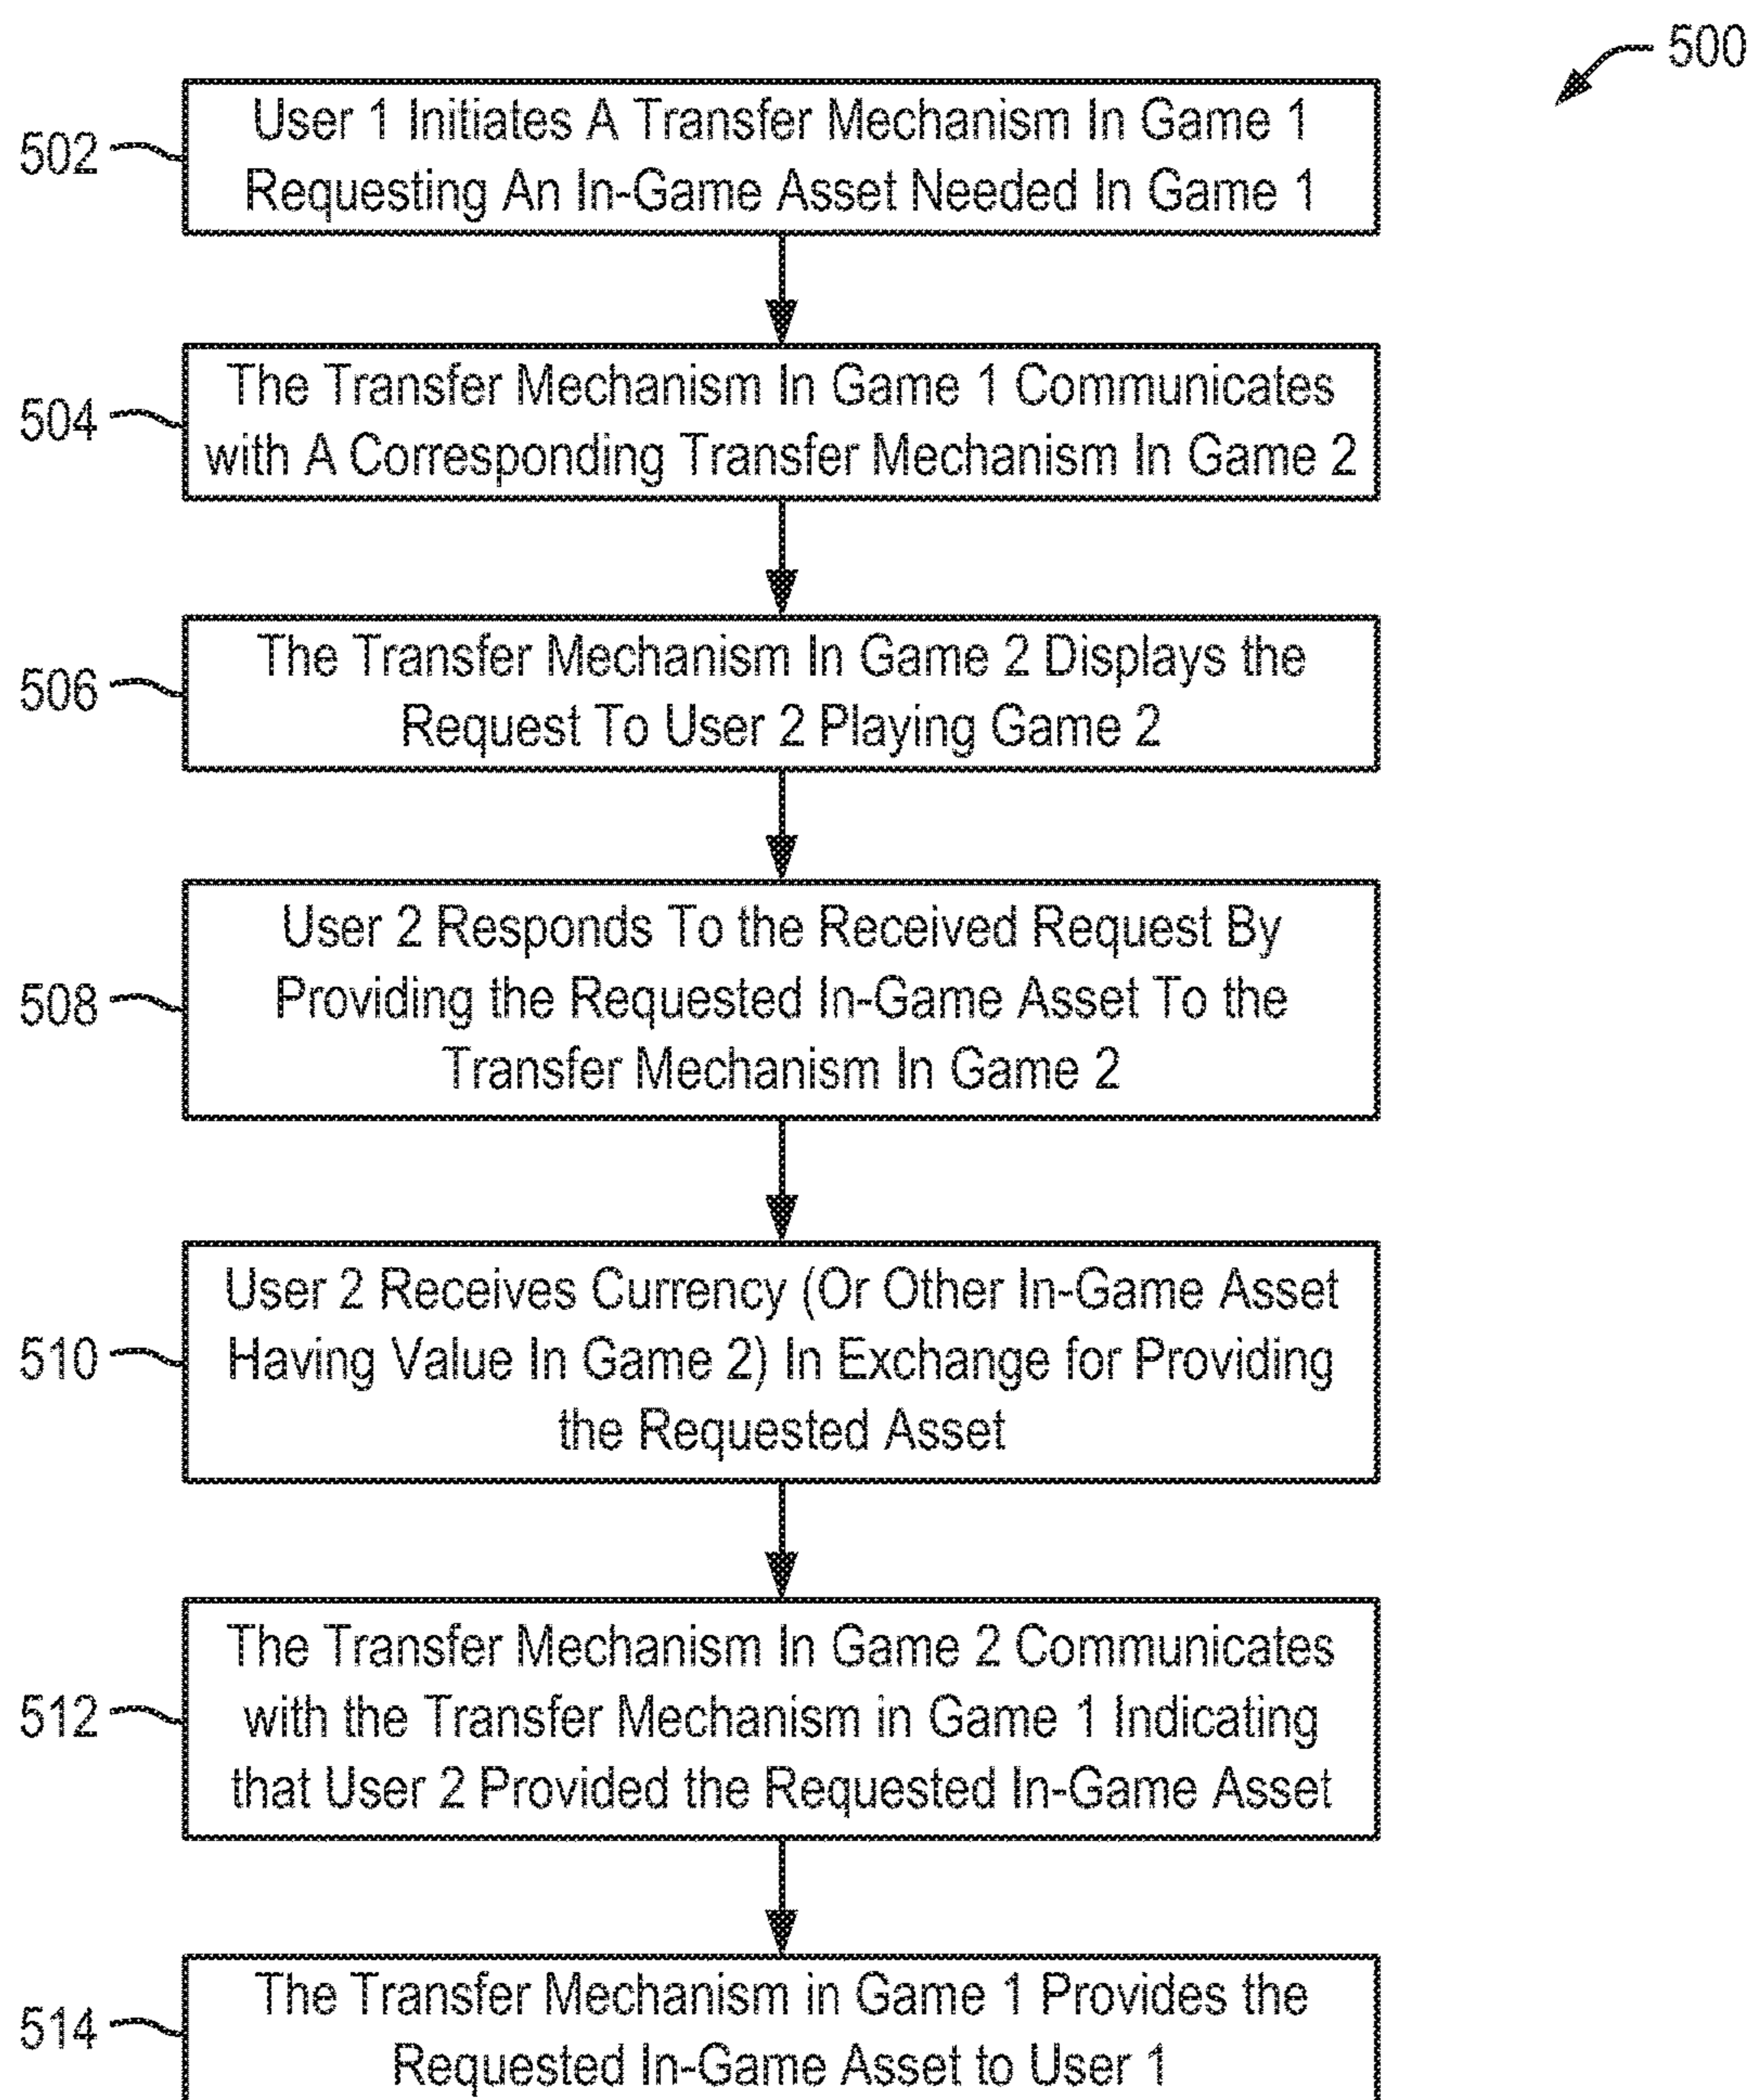 500
502
User 1 Initiates A Transfer Mechanism In Game 1
Requesting An In-Game Asset Needed In Game 1
504
The Transfer Mechanism In Game 1 Communicates
with A Corresponding Transfer Mechanism In Game 2
506
The Transfer Mechanism In Game 2 Displays the
Request To User 2 Playing Game 2
508
User 2 Responds To the Received Request By
Providing the Requested In-Game Asset To the
Transfer Mechanism In Game 2
510
User 2 Receives Currency (Or Other In-Game Asset
Having Value In Game 2) In Exchange for Providing
the Requested Asset
512
The Transfer Mechanism In Game 2 Communicates
with the Transfer Mechanism in Game 1 Indicating
that User 2 Provided the Requested In-Game Asset
514
The Transfer Mechanism in Game 1 Provides the
Requested In-Game Asset to User 1